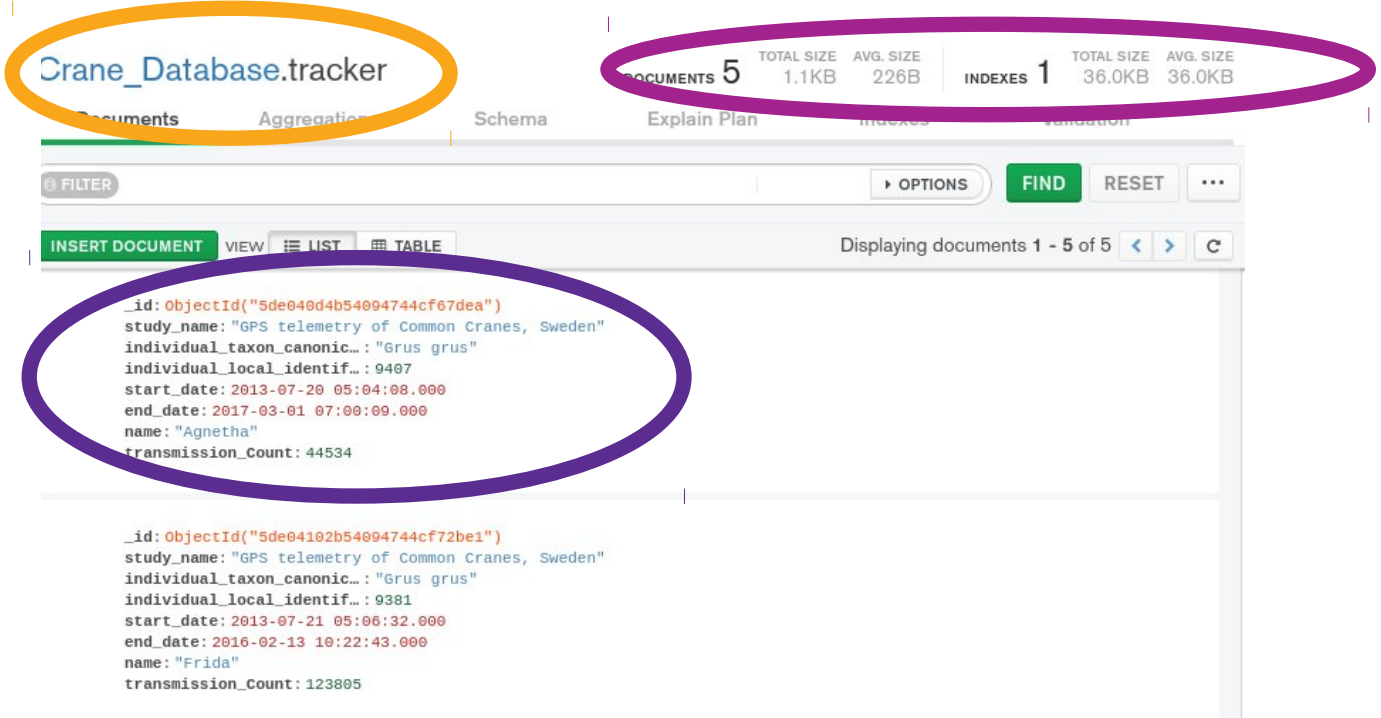 Crane_Database.tracker
DOCUMENTS 5 TOTAL SIZE 1.1KB AVG. SIZE 226B INDEXES 1 TOTAL SIZE 36.0KB AVG. SIZE 36.0KB
Documents Aggregations Schema Explain Plan Indexes Validation
FILTER OPTIONS FIND RESET ...
INSERT DOCUMENT VIEW LIST TABLE Displaying documents 1 - 5 of 5 < > C
_id: ObjectId("5de040d4b54094744cf67dea")
study_name: "GPS telemetry of Common Cranes, Sweden"
individual_taxon_canonic…: "Grus grus"
individual_local_identif…: 9407
start_date: 2013-07-20 05:04:08.000
end_date: 2017-03-01 07:00:09.000
name: "Agnetha"
transmission_Count: 44534
_id: ObjectId("5de04102b54094744cf72be1")
study_name: "GPS telemetry of Common Cranes, Sweden"
individual_taxon_canonic…: "Grus grus"
individual_local_identif…: 9381
start_date: 2013-07-21 05:06:32.000
end_date: 2016-02-13 10:22:43.000
name: "Frida"
transmission_Count: 123805